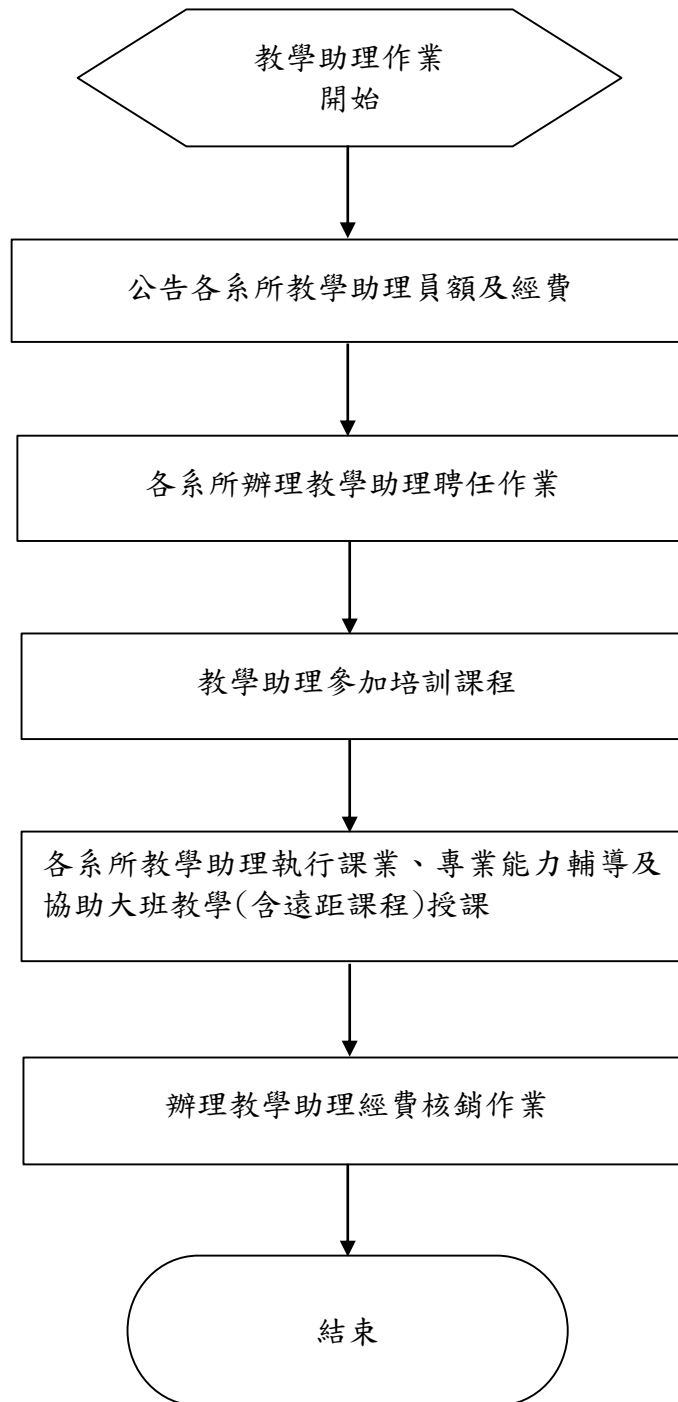 教學助理作業
開始
公告各系所教學助理員額及經費
各系所辦理教學助理聘任作業
教學助理參加培訓課程
各系所教學助理執行課業、專業能力輔導及
協助大班教學(含遠距課程)授課
辦理教學助理經費核銷作業
結束